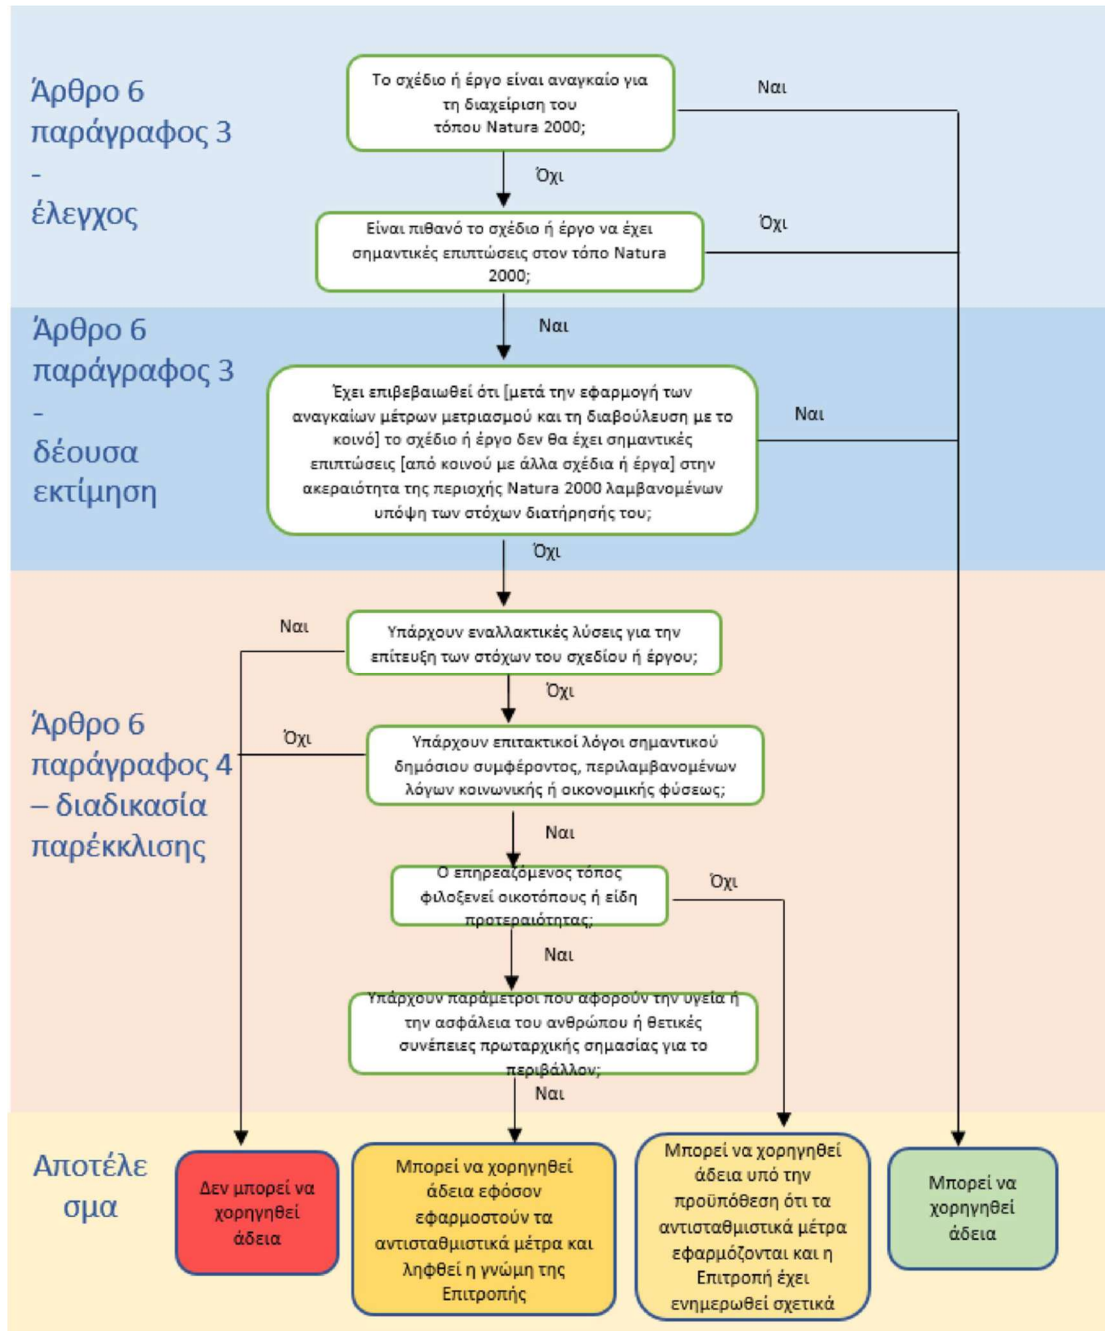 Άρθρο 6
παράγραφος 3
-
έλεγχος
Το σχέδιο ή έργο είναι αναγκαίο για
τη διαχείριση του
τόπου Natura 2000;
Ναι
Όχι
Είναι πιθανό το σχέδιο ή έργο να έχει
σημαντικές επιπτώσεις στον τόπο Natura
2000;
Όχι
Ναι
Άρθρο 6
παράγραφος 3
-
δέουσα
εκτίμηση
Έχει επιβεβαιωθεί ότι [μετά την εφαρμογή των
αναγκαίων μέτρων μετριασμού και τη διαβούλευση με το
κοινό] το σχέδιο ή έργο δεν θα έχει σημαντικές
επιπτώσεις [από κοινού με άλλα σχέδια ή έργα] στην
ακεραιότητα της περιοχής Natura 2000 λαμβανομένων
υπόψη των στόχων διατήρησής του;
Ναι
Όχι
Άρθρο 6
παράγραφος 4
– διαδικασία
παρέκκλισης
Υπάρχουν εναλλακτικές λύσεις για την
επίτευξη των στόχων του σχεδίου ή έργου;
Ναι
Όχι
Υπάρχουν επιτακτικοί λόγοι σημαντικού
δημόσιου συμφέροντος, περιλαμβανομένων
λόγων κοινωνικής ή οικονομικής φύσεως;
Όχι
Ναι
Ο επηρεαζόμενος τόπος
φιλοξενεί οικοτόπους ή είδη
προτεραιότητας;
Όχι
Ναι
Υπάρχουν παράμετροι που αφορούν την υγεία ή
την ασφάλεια του ανθρώπου ή θετικές
συνέπειες πρωταρχικής σημασίας για το
περιβάλλον;
Ναι
Αποτέλε
σμα
Δεν μπορεί να
χορηγηθεί
άδεια
Μπορεί να χορηγηθεί
άδεια εφόσον
εφαρμοστούν τα
αντισταθμιστικά μέτρα και
ληφθεί η γνώμη της
Επιτροπής
Μπορεί να χορηγηθεί
άδεια υπό την
προϋπόθεση ότι τα
αντισταθμιστικά μέτρα
εφαρμόζονται και η
Επιτροπή έχει
ενημερωθεί σχετικά
Μπορεί να
χορηγηθεί
άδεια